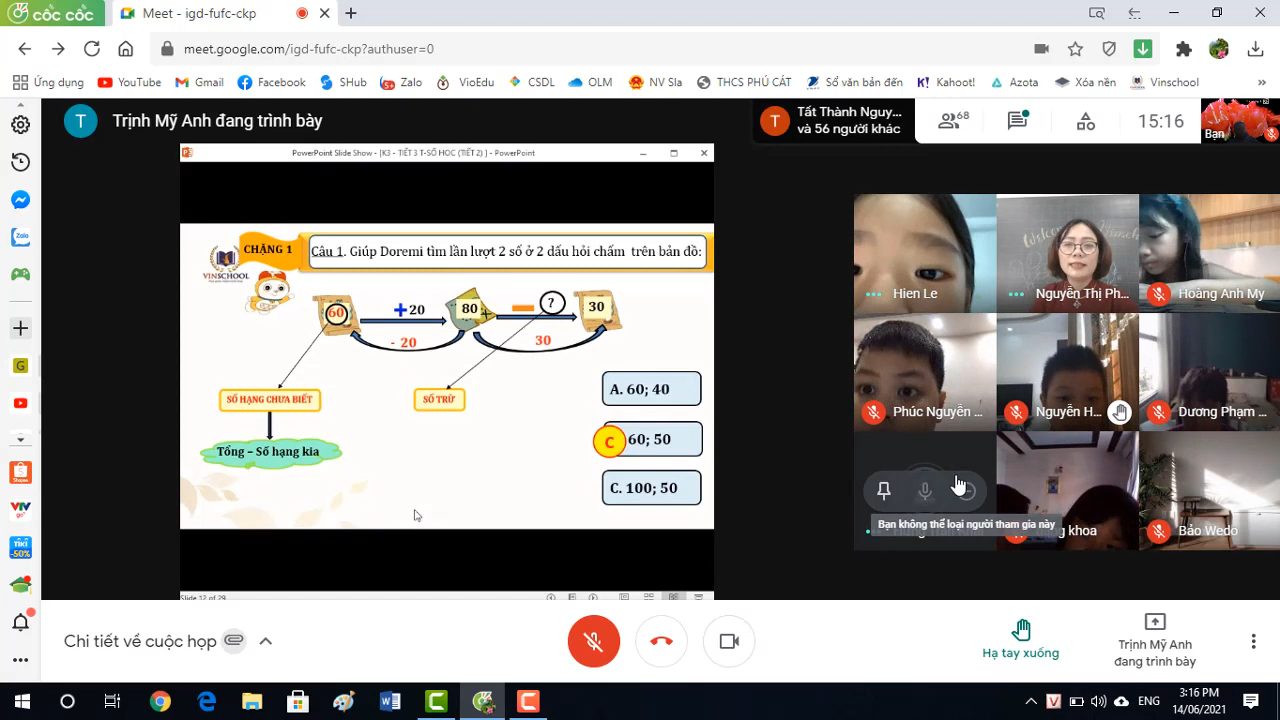 cốc cốc
Meet - igd-fufc-ckp
meet.google.com/igd-fufc-ckp?authuser=0
Ứng dụng
YouTube
Gmail
Facebook
SHub
Zalo
VioEdu
CSDL
OLM
NV Sla
THCS PHÚ CÁT
Sổ văn bản đến
Kahoot!
Azota
Xóa nền
Vinschool
»
T
Trịnh Mỹ Anh đang trình bày
T
Tất Thành Nguy...
và 56 người khác
68
15:16
Bạn
PowerPoint Slide Show - [K3 - TIẾT 3 T-SỐ HỌC (TIẾT 2) ] - PowerPoint
CHẶNG 1
Câu 1. Giúp Doremi tìm lần lượt 2 số ở 2 dấu hỏi chấm trên bản đồ:
VINSCHOOL
60
+20
80
– ?
30
- 20
30
SỐ HẠNG CHƯA BIẾT
SỐ TRỪ
Tổng – Số hạng kia
A. 60; 40
C
60; 50
C. 100; 50
Slide 12 of 29
Hien Le
Nguyễn Thị Ph...
Hoàng Anh My
Phúc Nguyễn ...
Nguyễn H...
Dương Phạm ...
Bạn không thể loại người tham gia này
khoa
Bảo Wedo
Chi tiết về cuộc họp
Hạ tay xuống
Trịnh Mỹ Anh
đang trình bày
ENG
3:16 PM
14/06/2021